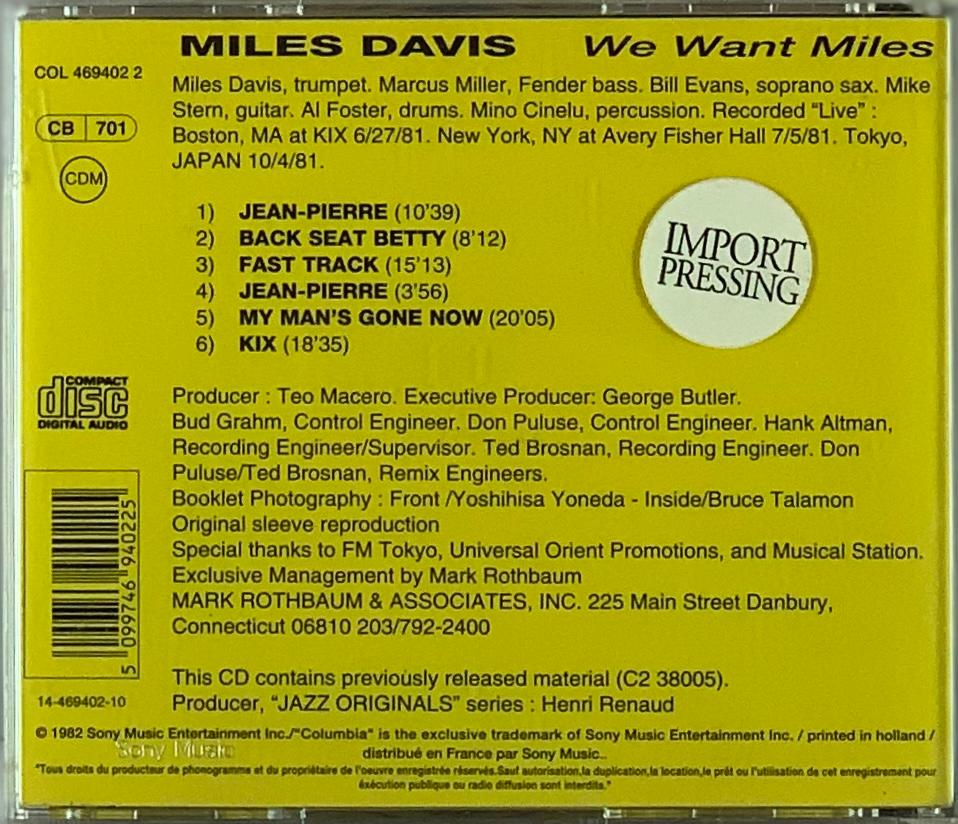 MILES DAVIS We Want Miles
COL 469402 2
CB 701
CDM
Miles Davis, trumpet. Marcus Miller, Fender bass. Bill Evans, soprano sax. Mike
Stern, guitar. Al Foster, drums. Mino Cinelu, percussion. Recorded "Live" :
Boston, MA at KIX 6/27/81. New York, NY at Avery Fisher Hall 7/5/81. Tokyo,
JAPAN 10/4/81.
1) JEAN-PIERRE (10'39)
2) BACK SEAT BETTY (8'12)
3) FAST TRACK (15'13)
4) JEAN-PIERRE (3'56)
5) MY MAN'S GONE NOW (20'05)
6) KIX (18'35)
IMPORT
PRESSING
COMPACT
disc
DIGITAL AUDIO
Producer : Teo Macero. Executive Producer: George Butler.
Bud Grahm, Control Engineer. Don Puluse, Control Engineer. Hank Altman,
Recording Engineer/Supervisor. Ted Brosnan, Recording Engineer. Don
Puluse/Ted Brosnan, Remix Engineers.
Booklet Photography : Front /Yoshihisa Yoneda - Inside/Bruce Talamon
Original sleeve reproduction
Special thanks to FM Tokyo, Universal Orient Promotions, and Musical Station.
Exclusive Management by Mark Rothbaum
MARK ROTHBAUM & ASSOCIATES, INC. 225 Main Street Danbury,
Connecticut 06810 203/792-2400
5 099746 940225
14-469402-10
This CD contains previously released material (C2 38005).
Producer, "JAZZ ORIGINALS" series : Henri Renaud
© 1982 Sony Music Entertainment Inc./"Columbia" is the exclusive trademark of Sony Music Entertainment Inc. / printed in holland /
distribué en France par Sony Music..
Sony Music
"Tous droits du producteur de phonogramme et du propriétaire de l'oeuvre enregistrée réservés.Sauf autorisation,la duplication,la location,le prêt ou l'utilisation de cet enregistrement pour
éxécution publique ou radio diffusion sont interdits."